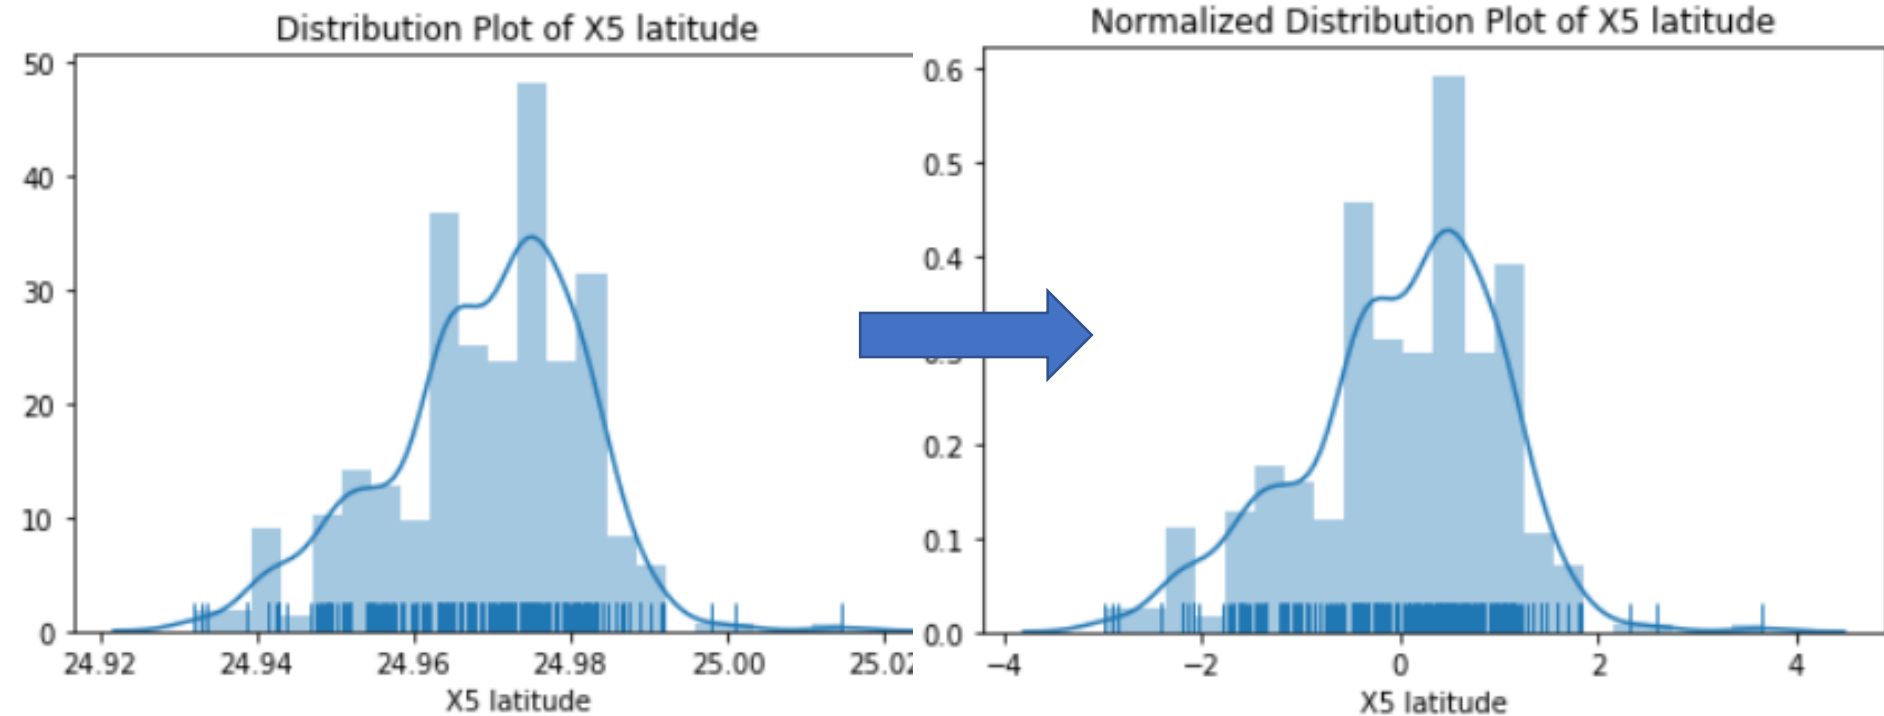 Distribution Plot of X5 latitude
50
40
30
20
10
0
24.92 24.94 24.96 24.98 25.00
X5 latitude
Normalized Distribution Plot of X5 latitude
0.6
0.5
0.4
0.2
0.1
0.0
−4 −2 0 2 4
X5 latitude